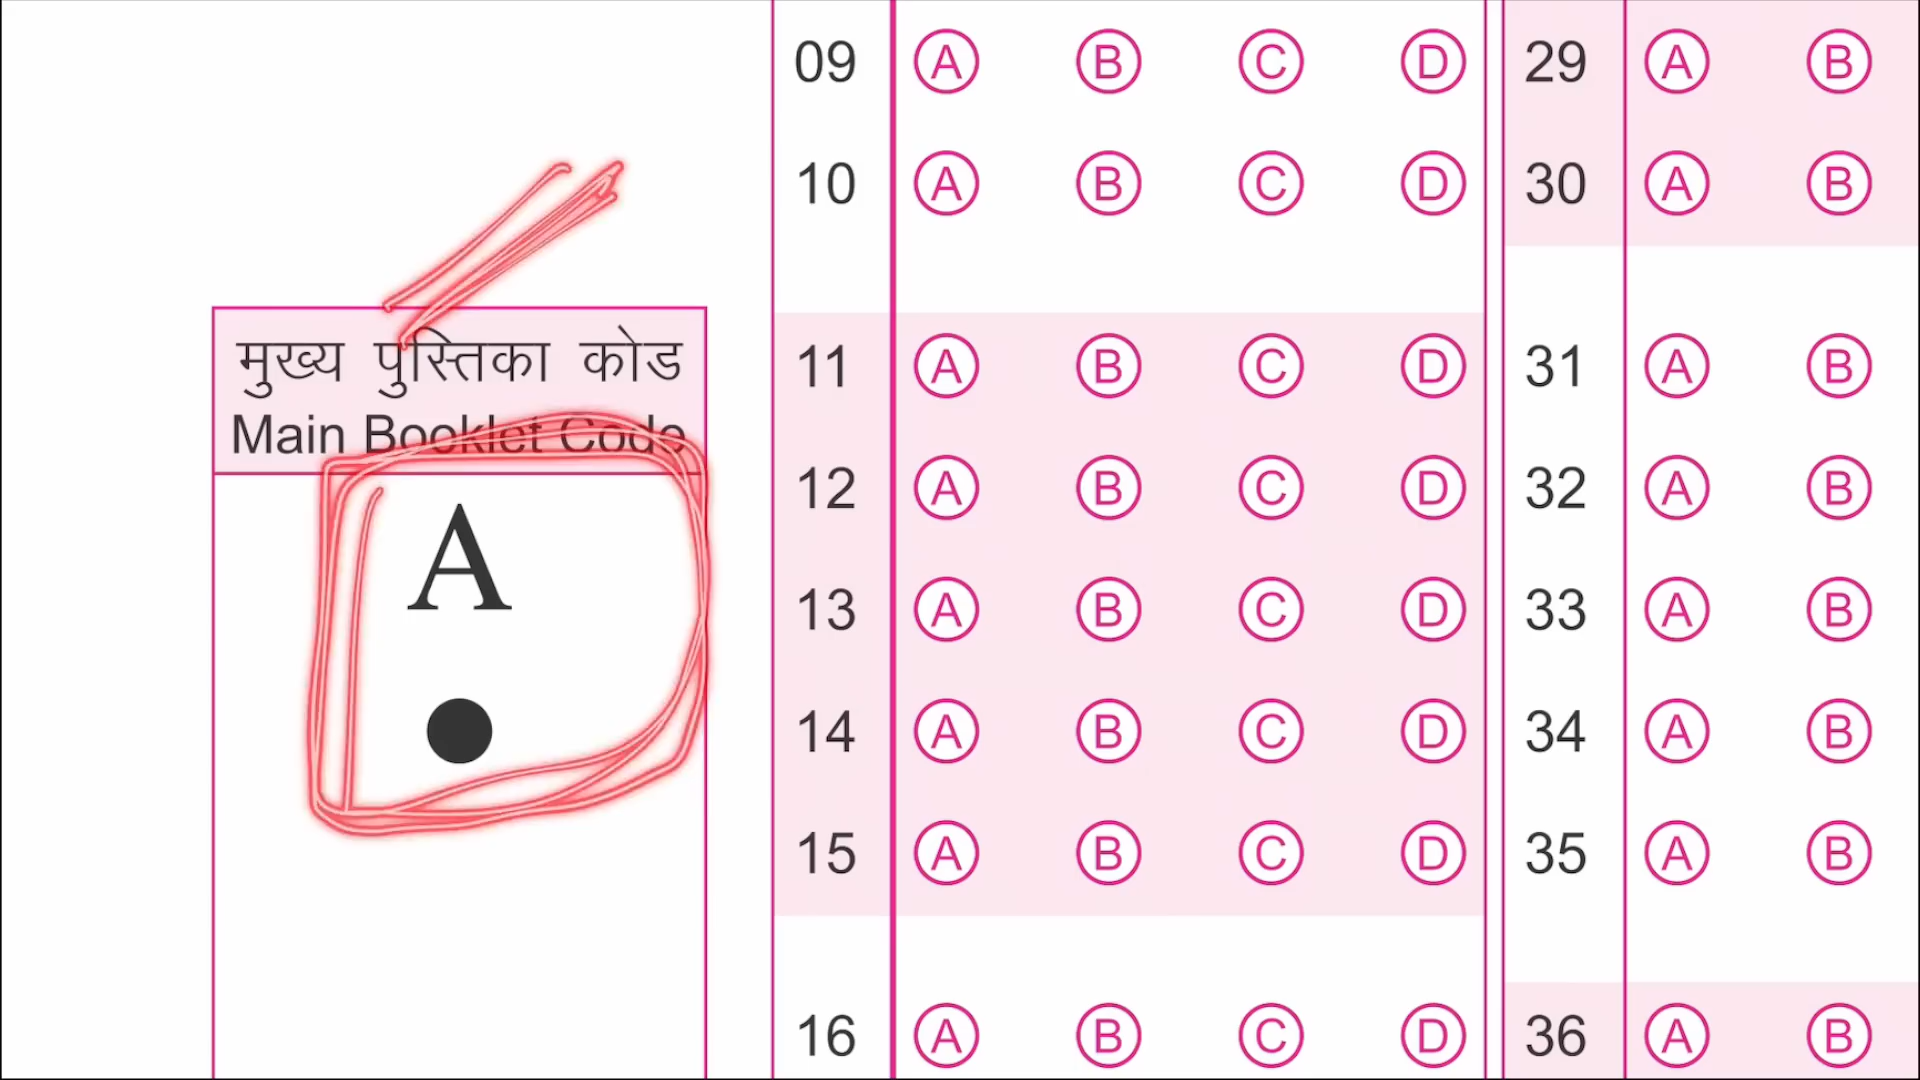 मुख्य पुस्तिका कोड
Main Booklet Code
A
09 A B C D
10 A B C D
11 A B C D
12 A B C D
13 A B C D
14 A B C D
15 A B C D
16 A B C D
29 A B
30 A B
31 A B
32 A B
33 A B
34 A B
35 A B
36 A B